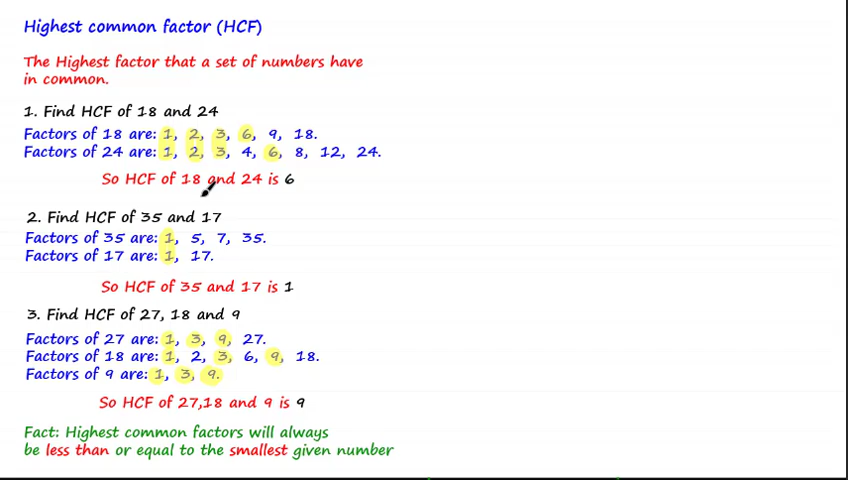 Highest common factor (HCF)
The Highest factor that a set of numbers have
in common.
1. Find HCF of 18 and 24
Factors of 18 are: 1, 2, 3, 6, 9, 18.
Factors of 24 are: 1, 2, 3, 4, 6, 8, 12, 24.
So HCF of 18 and 24 is 6
2. Find HCF of 35 and 17
Factors of 35 are: 1, 5, 7, 35.
Factors of 17 are: 1, 17.
So HCF of 35 and 17 is 1
3. Find HCF of 27, 18 and 9
Factors of 27 are: 1, 3, 9, 27.
Factors of 18 are: 1, 2, 3, 6, 9, 18.
Factors of 9 are: 1, 3, 9.
So HCF of 27,18 and 9 is 9
Fact: Highest common factors will always
be less than or equal to the smallest given number